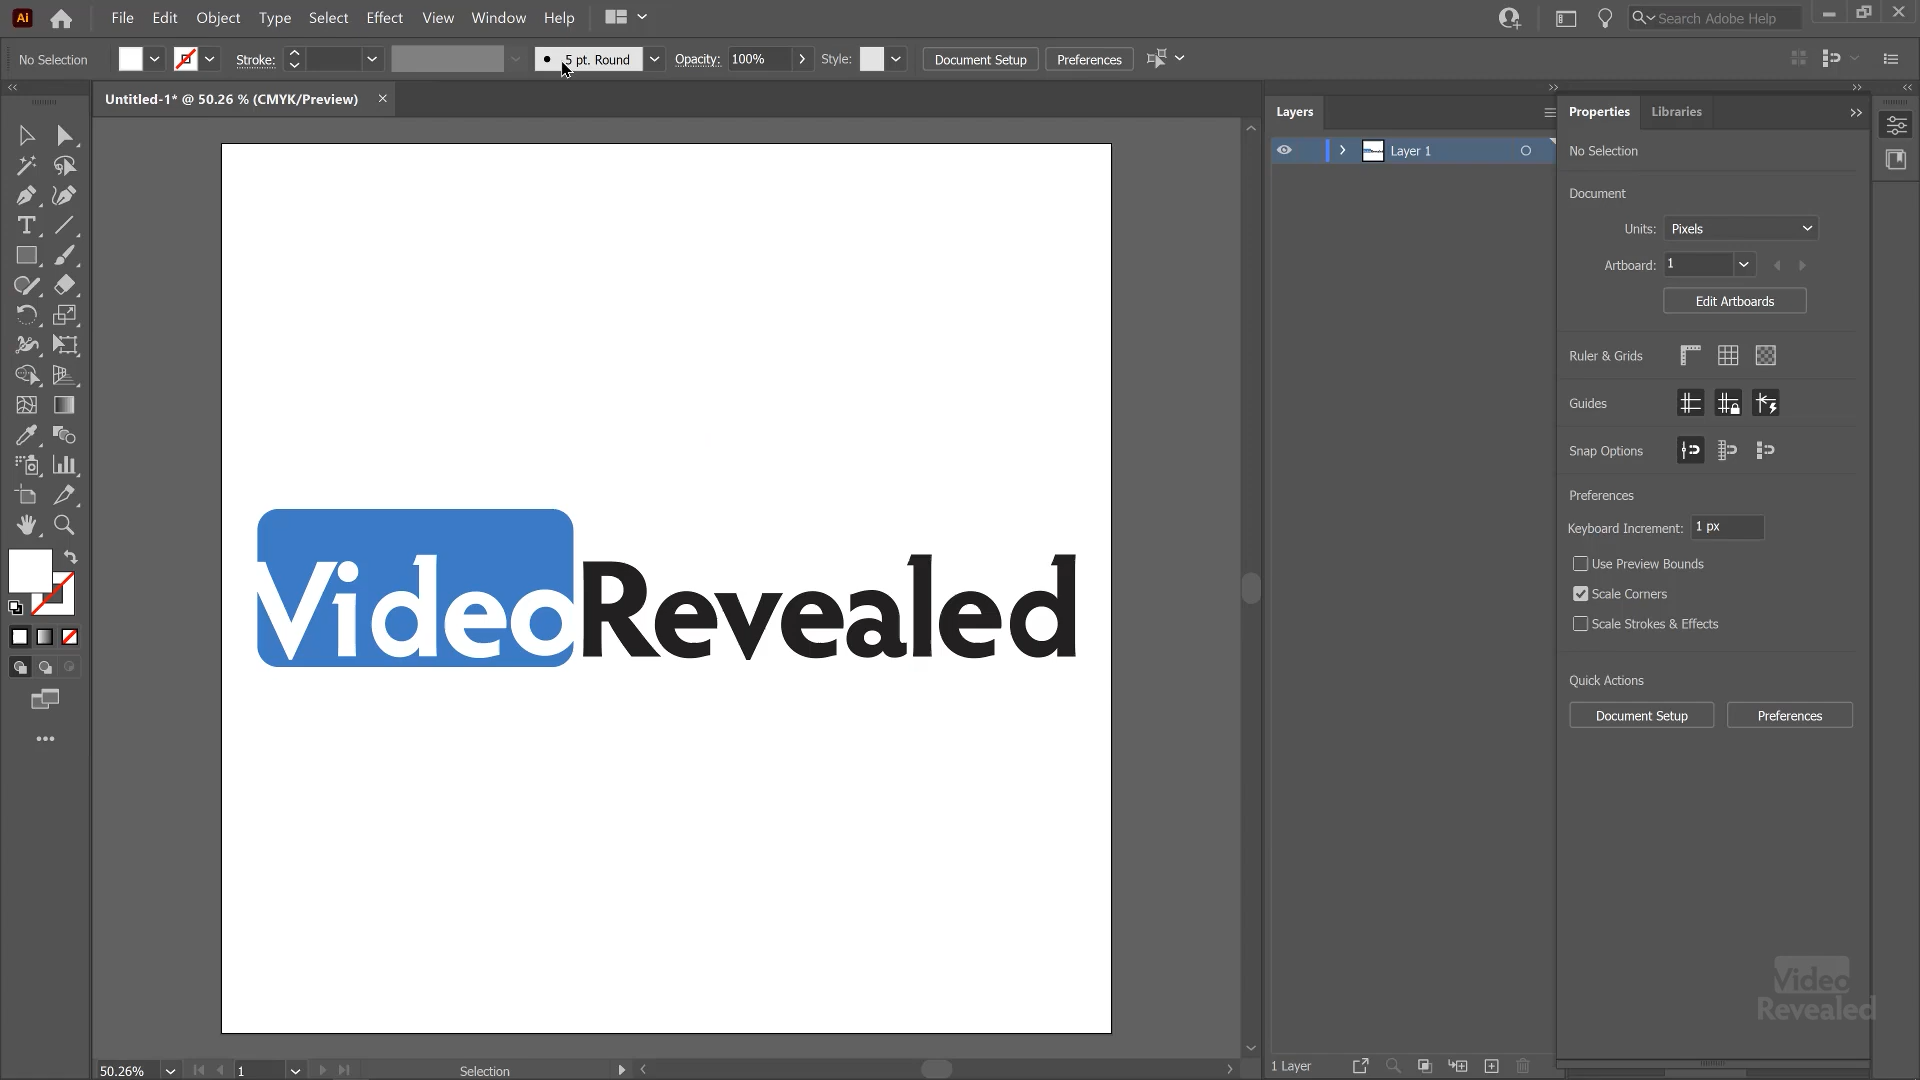 Ai File Edit Object Type Select Effect View Window Help Search Adobe Help
No Selection Stroke: 5 pt. Round Opacity: 100% Style: Document Setup Preferences
Untitled-1* @ 50.26 % (CMYK/Preview)
Layers
Layer 1
Properties Libraries
No Selection
Document
Units: Pixels
Artboard: 1
Edit Artboards
Ruler & Grids
Guides
Snap Options
Preferences
Keyboard Increment: 1 px
Use Preview Bounds
Scale Corners
Scale Strokes & Effects
Quick Actions
Document Setup Preferences
VideoRevealed
Video
Revealed
50.26% 1 Selection
1 Layer